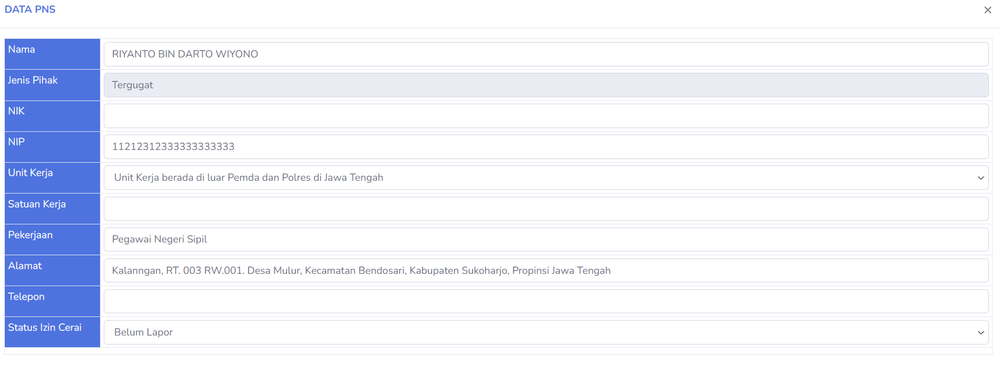 DATA PNS
Nama
RIYANTO BIN DARTO WIYONO
Jenis Pihak
Tergugat
NIK
NIP
11212312333333333333
Unit Kerja
Unit Kerja berada di luar Pemda dan Polres di Jawa Tengah
Satuan Kerja
Pekerjaan
Pegawai Negeri Sipil
Alamat
Kalanngan, RT. 003 RW.001. Desa Mulur, Kecamatan Bendosari, Kabupaten Sukoharjo, Propinsi Jawa Tengah
Telepon
Status Izin Cerai
Belum Lapor